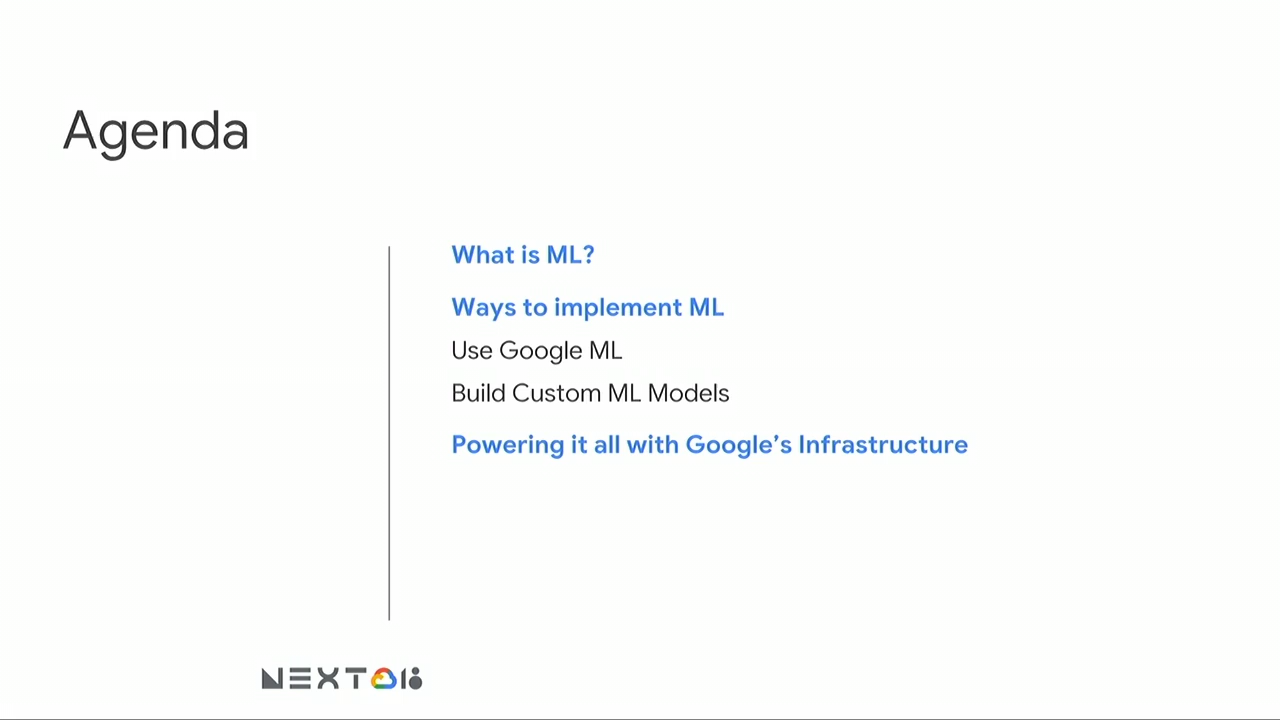 Agenda
What is ML?
Ways to implement ML
Use Google ML
Build Custom ML Models
Powering it all with Google’s Infrastructure
NEXT 18